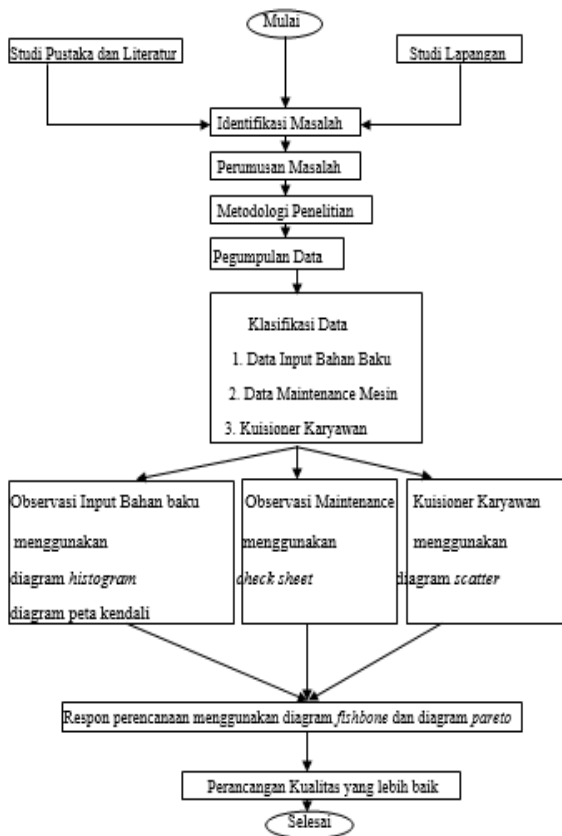 Mulai
Studi Pustaka dan Literatur
Studi Lapangan
Identifikasi Masalah
Perumusan Masalah
Metodologi Penelitian
Pegumpulan Data
Klasifikasi Data
1. Data Input Bahan Baku
2. Data Maintenance Mesin
3. Kuisioner Karyawan
Observasi Input Bahan baku
menggunakan
diagram histogram
diagram peta kendali
Observasi Maintenance
menggunakan
check sheet
Kuisioner Karyawan
menggunakan
diagram scatter
Respon perencanaan menggunakan diagram fishbone dan diagram pareto
Perancangan Kualitas yang lebih baik
Selesai